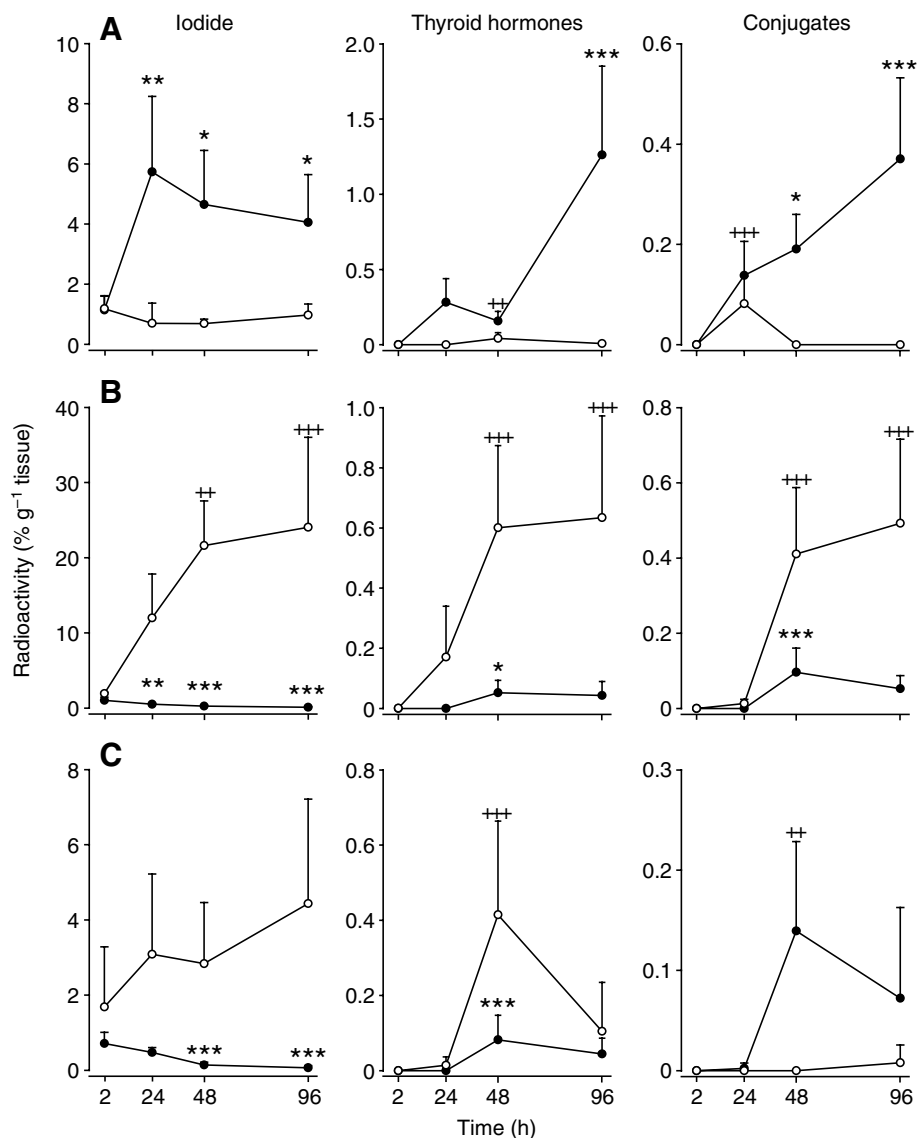 A Iodide Thyroid hormones Conjugates
10 2.0 0.6
** *** ***
8
* * 1.5
0.4
6 *
1.0
4 +++
0.2
0.5
2 ++
0 0 0
B
40 1.0 0.8
+++ +++ +++ +++
0.8 +++
30 ++ 0.6
0.6
20 0.4
0.4
10 *** 0.2
0.2 *
** *** ***
0 0 0
C
8 0.8 0.3
+++
6 0.6 ++
0.2
4 0.4
0.1
2 0.2 ***
*** ***
0 0 0
2 24 48 96 2 24 48 96 2 24 48 96
Time (h)
Radioactivity (% g⁻¹ tissue)